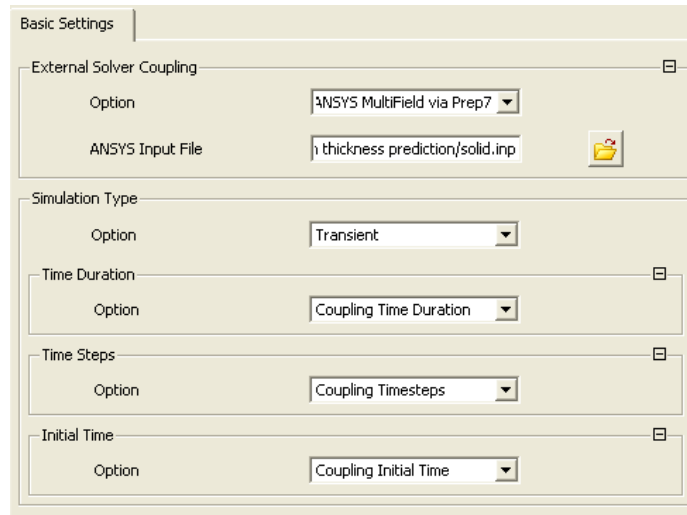 Basic Settings
External Solver Coupling
Option ANSYS MultiField via Prep7
ANSYS Input File thickness prediction/solid.inp
Simulation Type
Option Transient
Time Duration
Option Coupling Time Duration
Time Steps
Option Coupling Timesteps
Initial Time
Option Coupling Initial Time